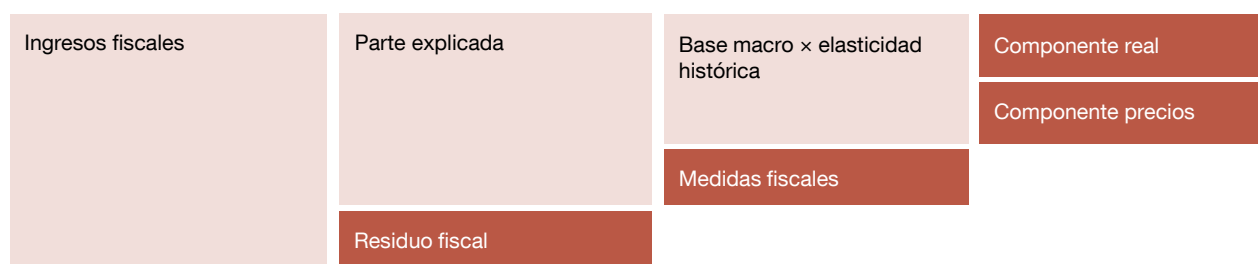 Ingresos fiscales
Parte explicada
Base macro × elasticidad
histórica
Componente real
Componente precios
Medidas fiscales
Residuo fiscal